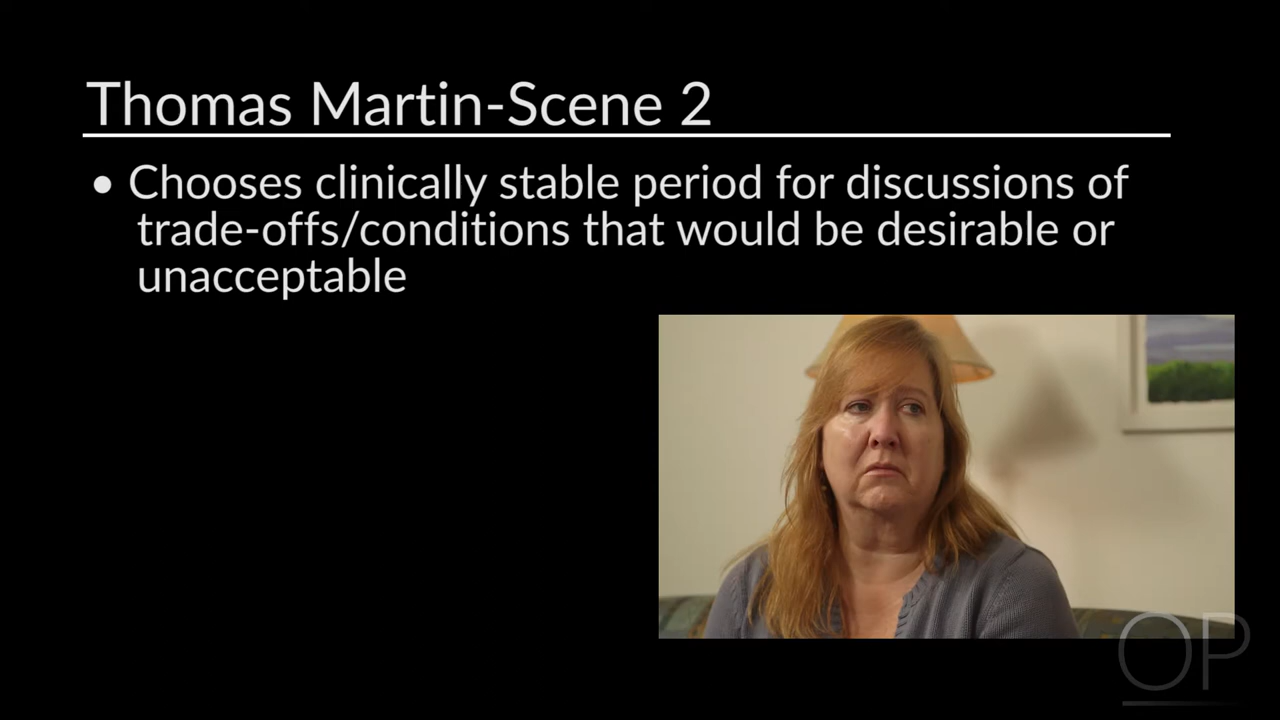 Thomas Martin-Scene 2
• Chooses clinically stable period for discussions of
trade-offs/conditions that would be desirable or
unacceptable
OP